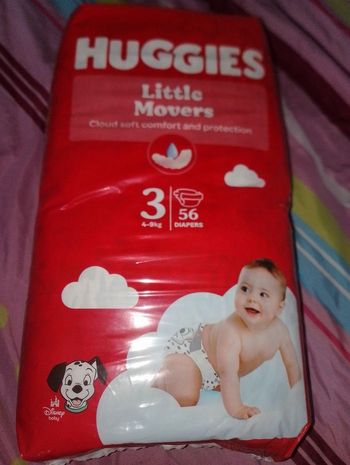 HUGGIES
Little
Movers
Cloud soft comfort and protection
3
4-9kg
56
DIAPERS
Disney
baby